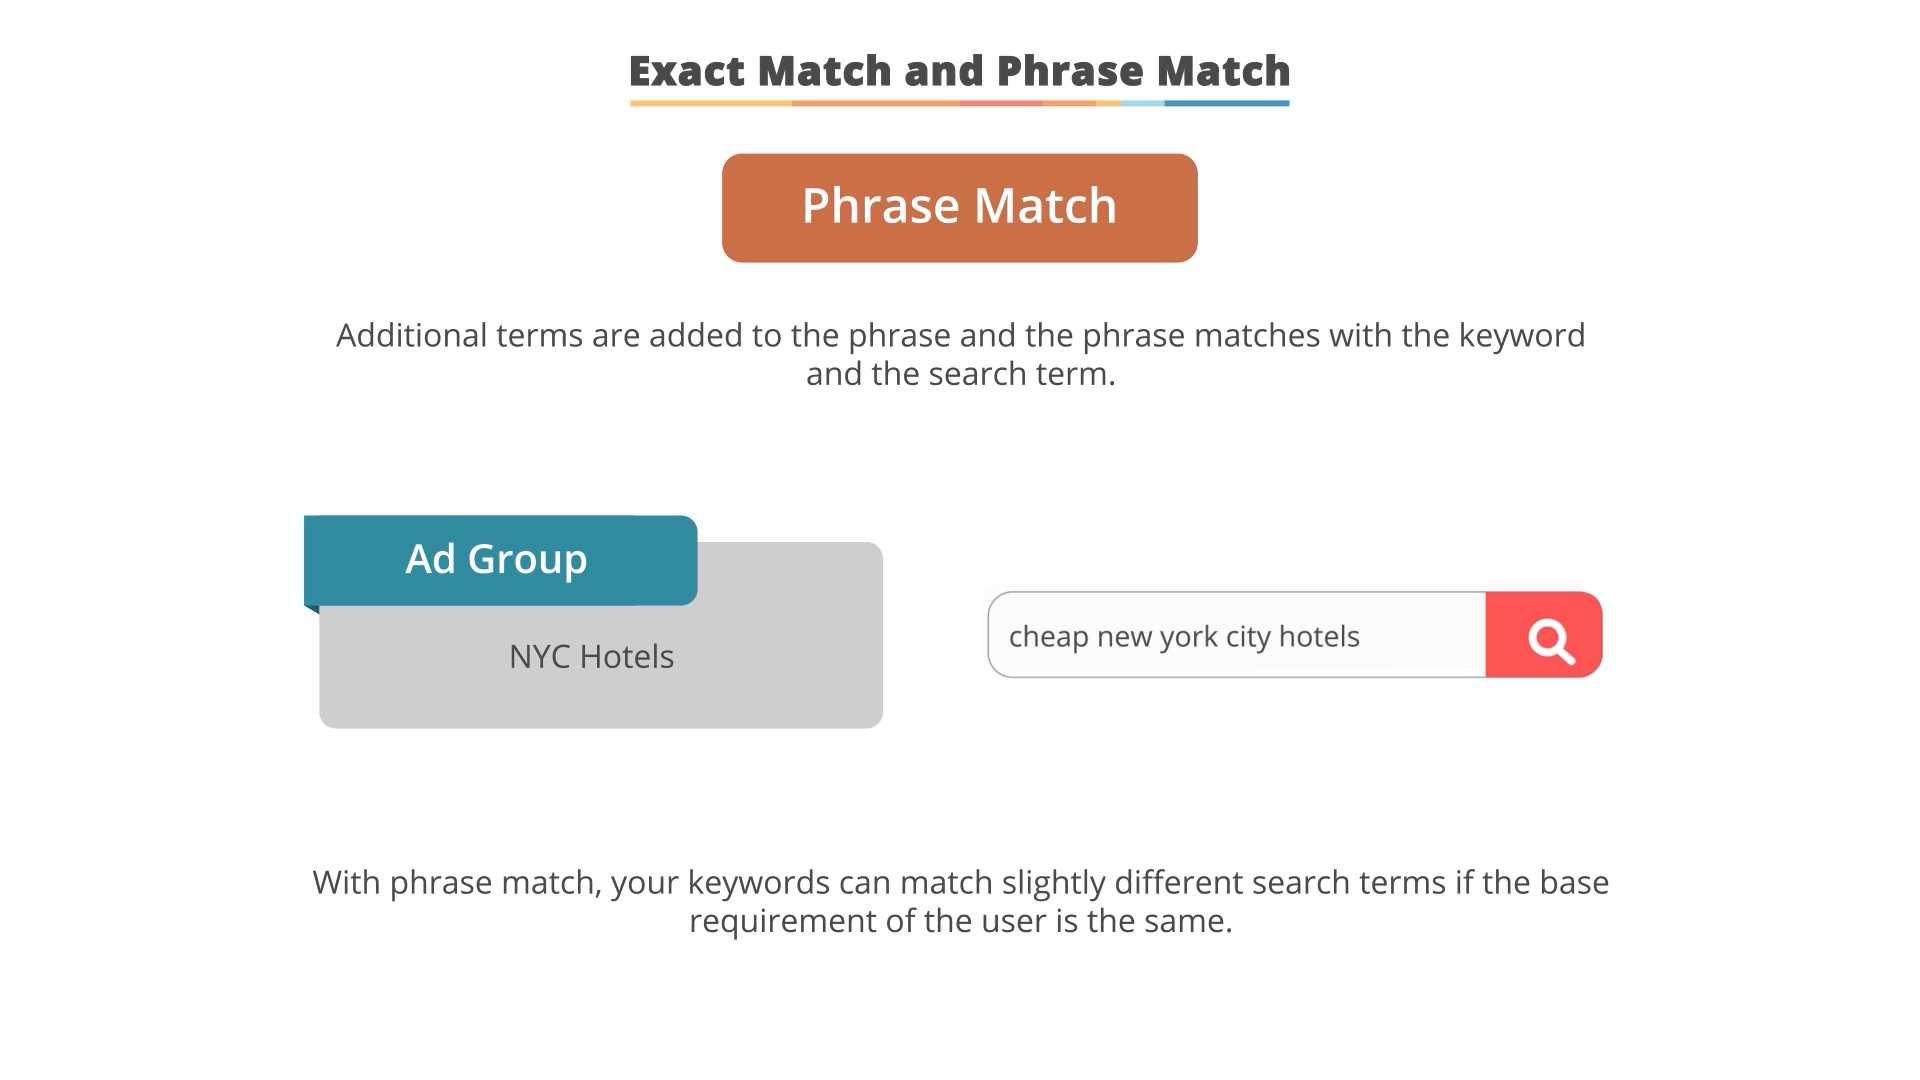 Exact Match and Phrase Match
Phrase Match
Additional terms are added to the phrase and the phrase matches with the keyword
and the search term.
Ad Group
NYC Hotels
cheap new york city hotels
With phrase match, your keywords can match slightly different search terms if the base
requirement of the user is the same.